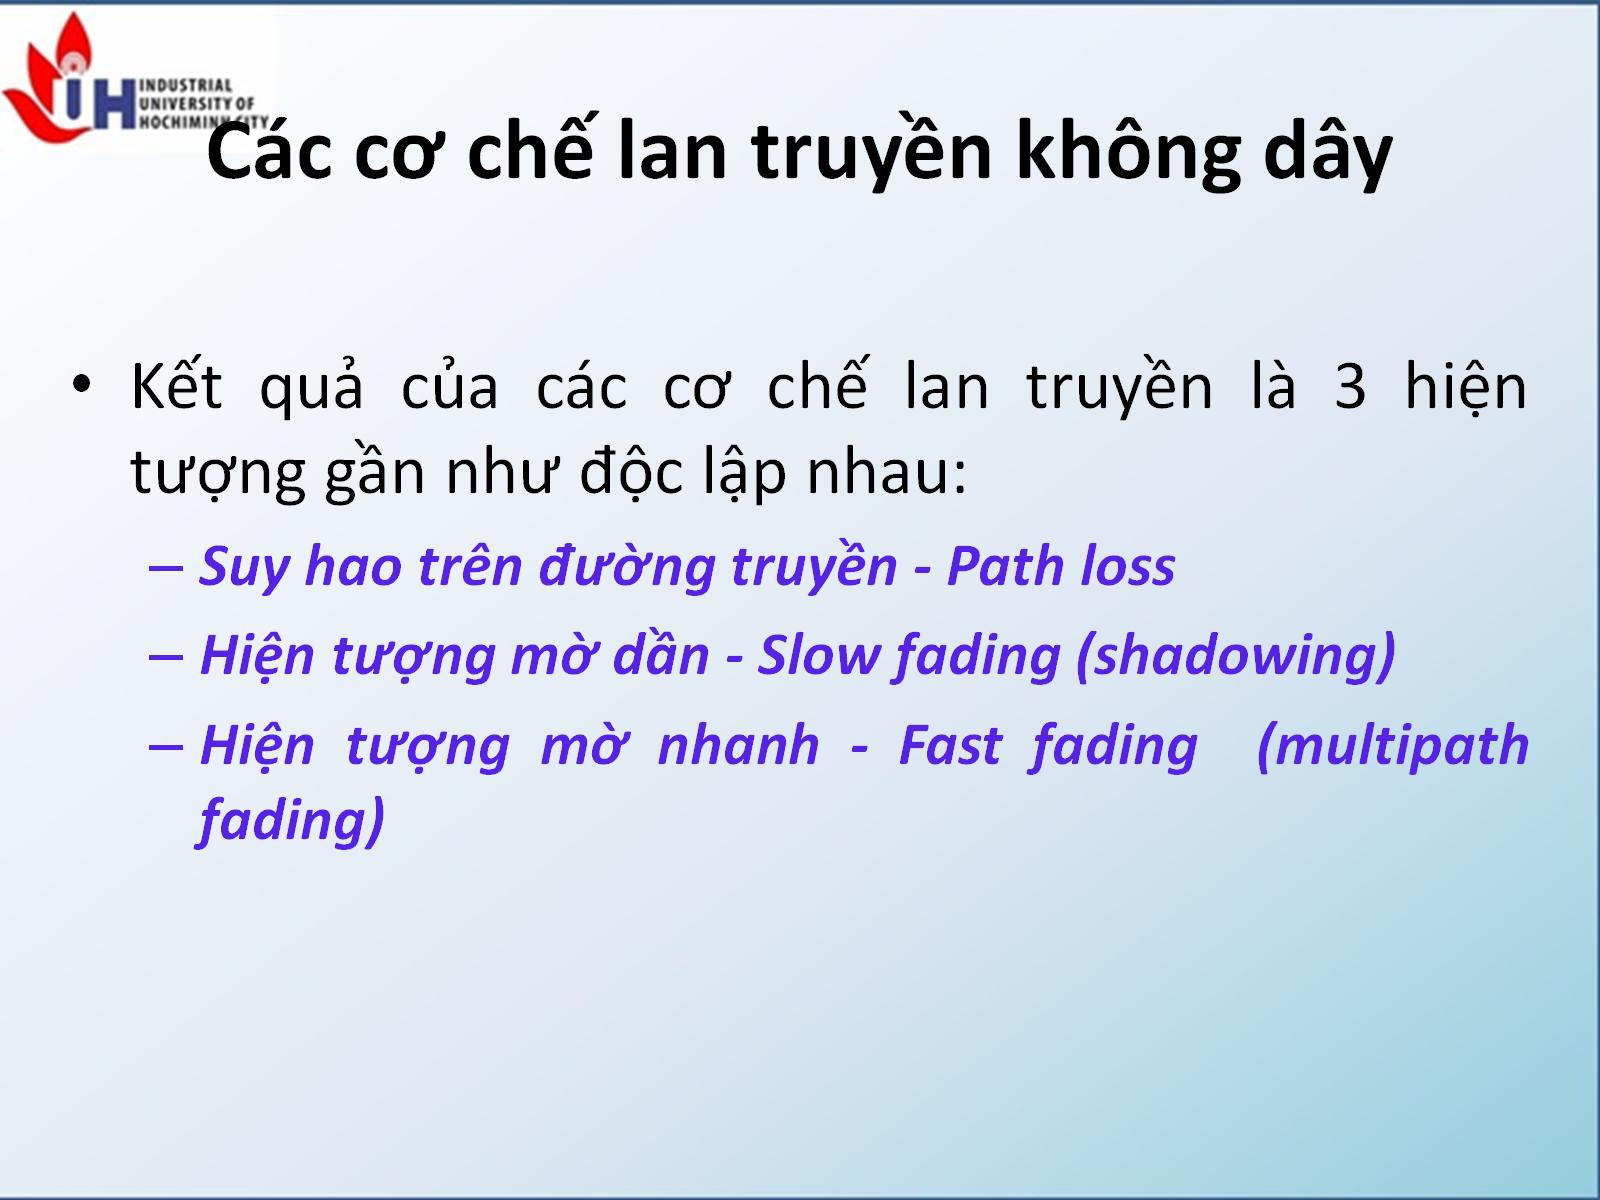 INDUSTRIAL
UNIVERSITY OF
HOCHIMINH CITY
Các cơ chế lan truyền không dây
• Kết quả của các cơ chế lan truyền là 3 hiện
tượng gần như độc lập nhau:
– Suy hao trên đường truyền - Path loss
– Hiện tượng mờ dần - Slow fading (shadowing)
– Hiện tượng mờ nhanh - Fast fading (multipath
fading)